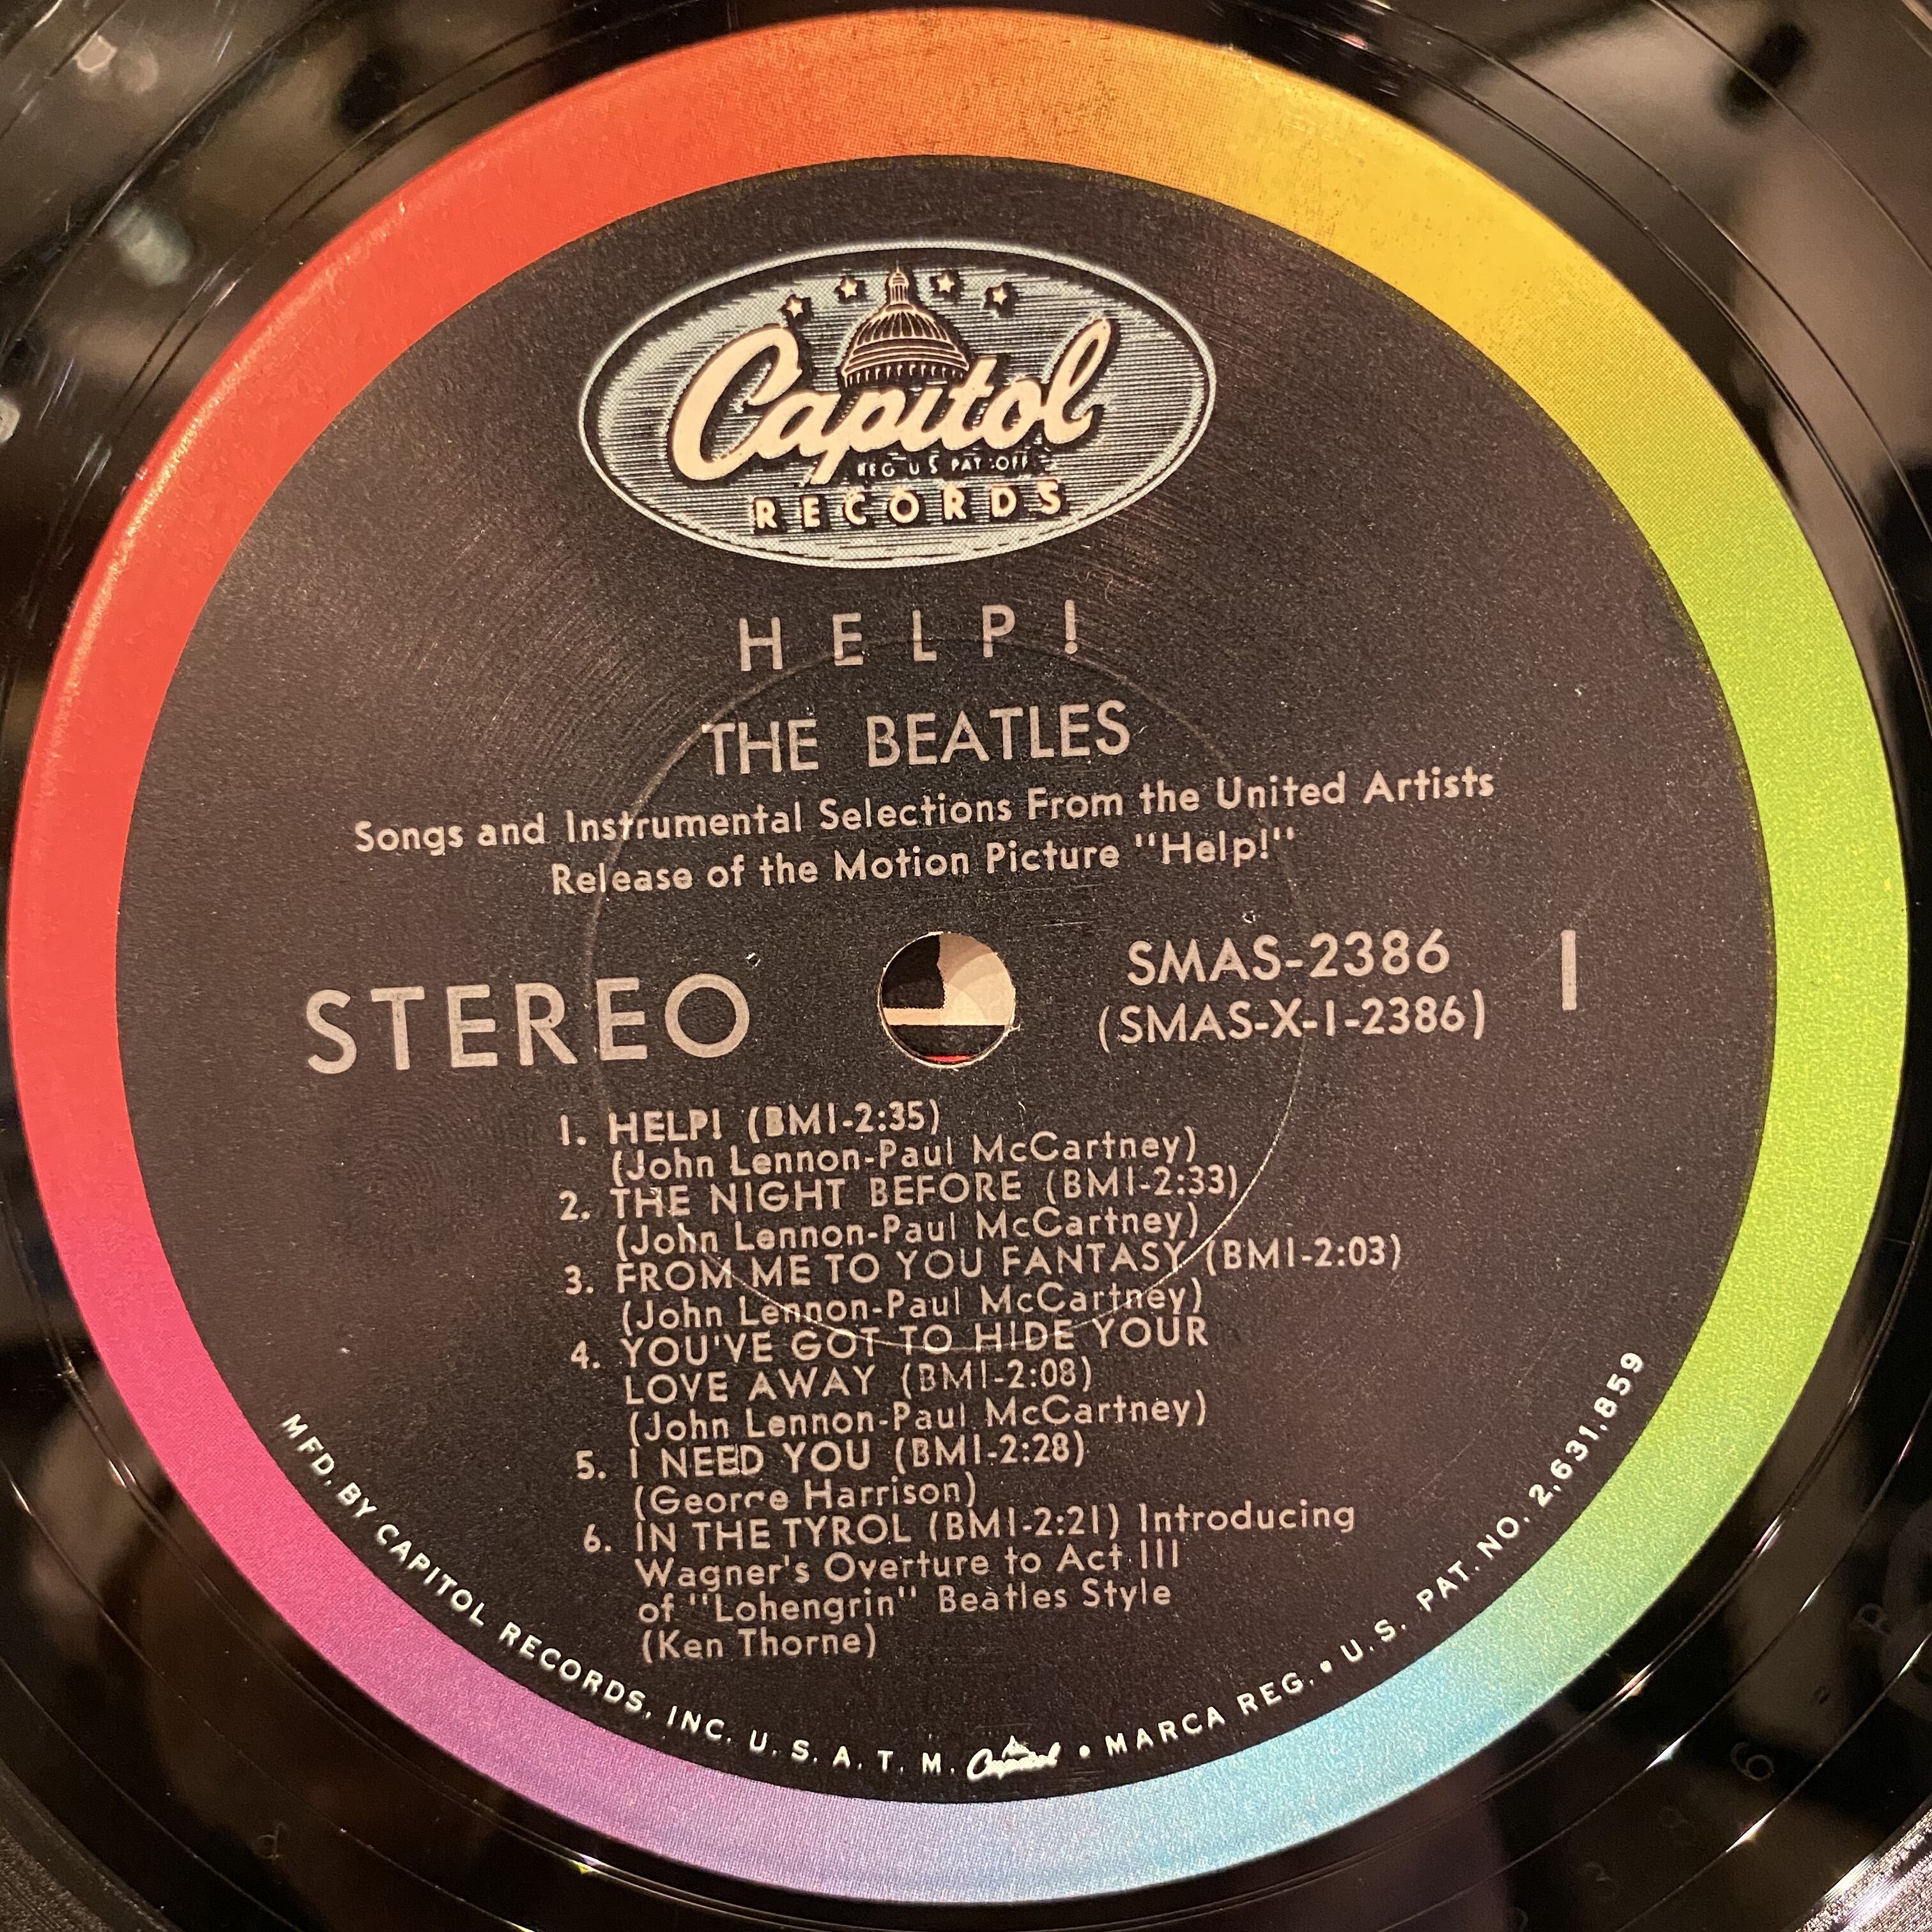 Capitol
REG U S PAT OFF
RECORDS
HELP!
THE BEATLES
Songs and Instrumental Selections From the United Artists
Release of the Motion Picture "Help!"
STEREO
SMAS-2386
(SMAS-X-1-2386)
1
1. HELP! (BMI-2:35)
(John Lennon-Paul McCartney)
2. THE NIGHT BEFORE (BMI-2:33)
(John Lennon-Paul McCartney)
3. FROM ME TO YOU FANTASY (BMI-2:03)
(John Lennon-Paul McCartney)
4. YOU'VE GOT TO HIDE YOUR
LOVE AWAY (BMI-2:08)
(John Lennon-Paul McCartney)
5. I NEED YOU (BMI-2:28)
(George Harrison)
6. IN THE TYROL (BMI-2:21) Introducing
Wagner's Overture to Act III
of "Lohengrin" Beatles Style
(Ken Thorne)
MFD. BY CAPITOL RECORDS, INC. U.S.A. T.M. Capitol • MARCA REG. • U.S. PAT. NO. 2,631,859